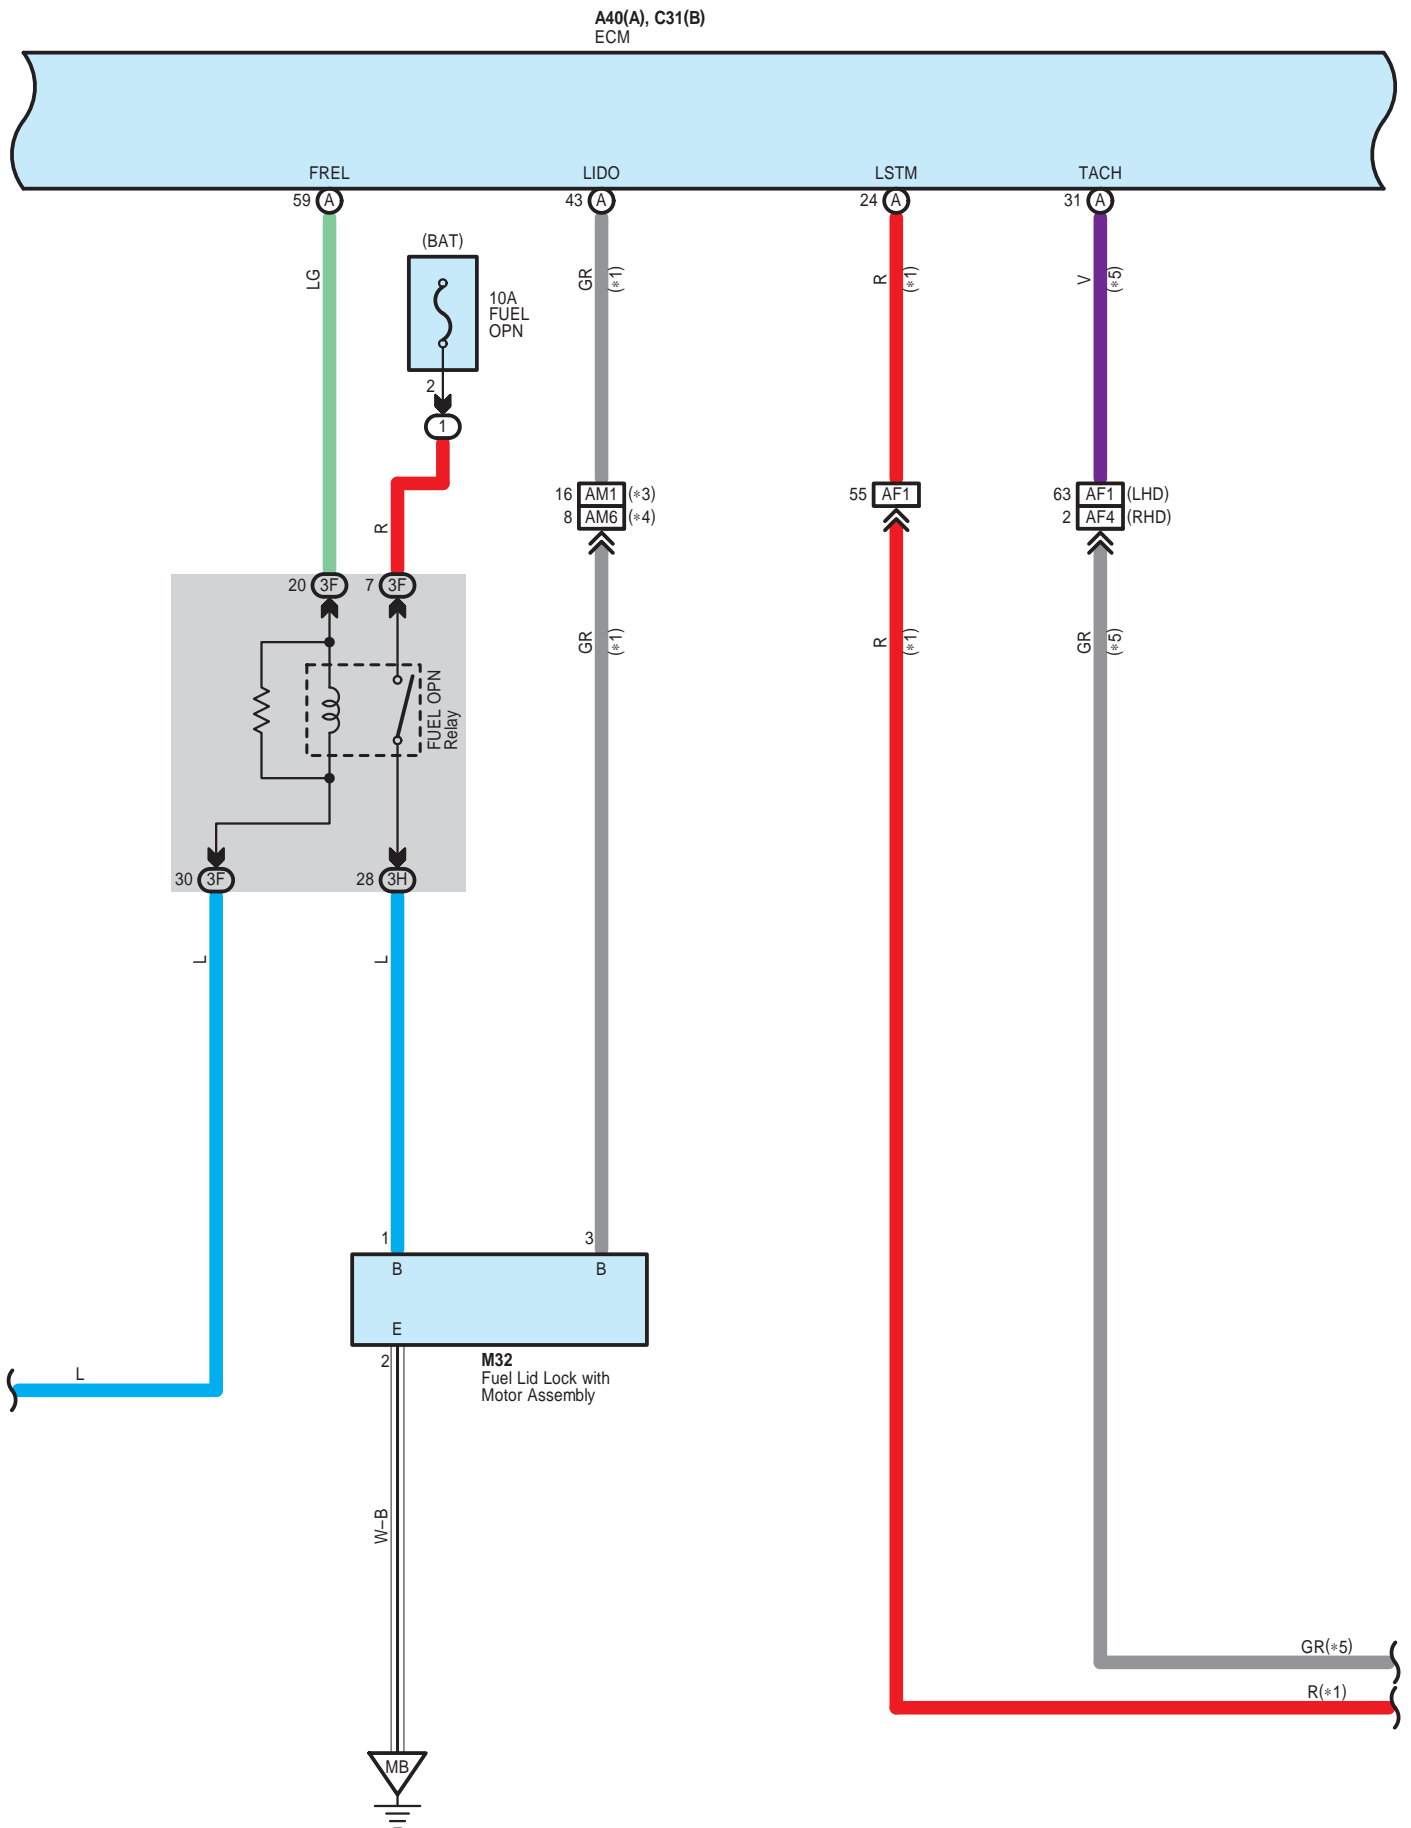 A40(A), C31(B)
ECM
FREL
LIDO
LSTM
TACH
59 A
43 A
24 A
31 A
(BAT)
10A
FUEL
OPN
LG
GR
(*1)
R
(*1)
V
(*5)
2
1
R
16 AM1 (*3)
8 AM6 (*4)
55 AF1
63 AF1 (LHD)
2 AF4 (RHD)
20 3F
7 3F
GR
(*1)
R
(*1)
GR
(*5)
FUEL OPN
Relay
30 3F
28 3H
L
L
1
3
B
B
E
2
M32
Fuel Lid Lock with
Motor Assembly
L
W-B
GR(*5)
R(*1)
MB